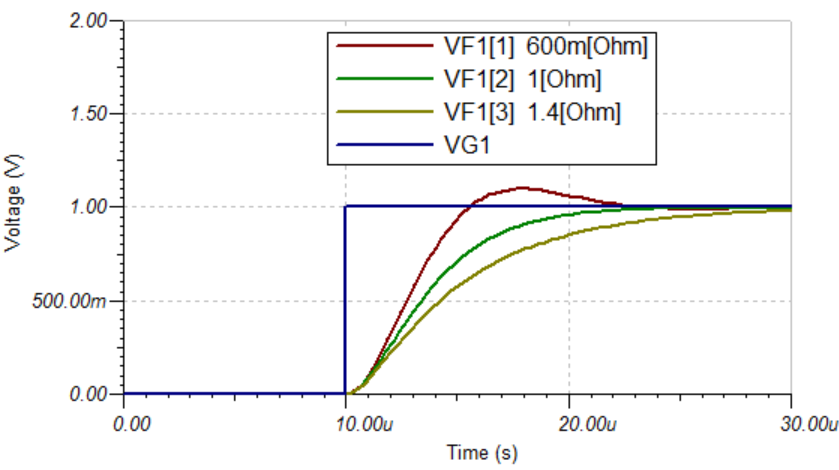 2.00
VF1[1] 600m[Ohm]
VF1[2] 1[Ohm]
1.50
VF1[3] 1.4[Ohm]
VG1
Voltage (V)
1.00
500.00m
0.00
0.00 10.00u 20.00u 30.00u
Time (s)